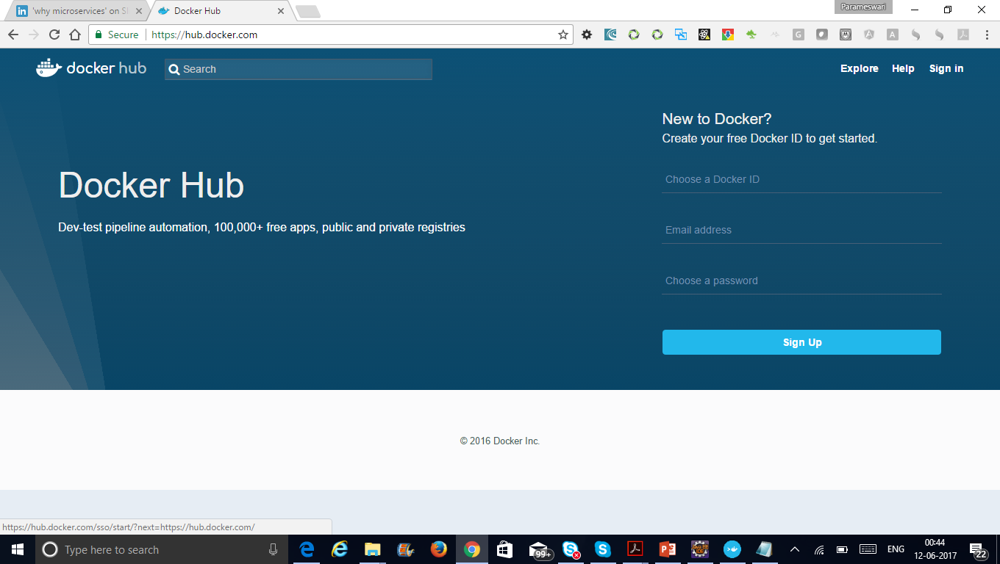 'why microservices' on Sl
Docker Hub
Parameswari
Secure
https://hub.docker.com
docker hub
Search
Explore
Help
Sign in
New to Docker?
Create your free Docker ID to get started.
Choose a Docker ID
Docker Hub
Dev-test pipeline automation, 100,000+ free apps, public and private registries
Email address
Choose a password
Sign Up
© 2016 Docker Inc.
https://hub.docker.com/sso/start/?next=https://hub.docker.com/
Type here to search
99+
ENG
00:44
12-06-2017
22